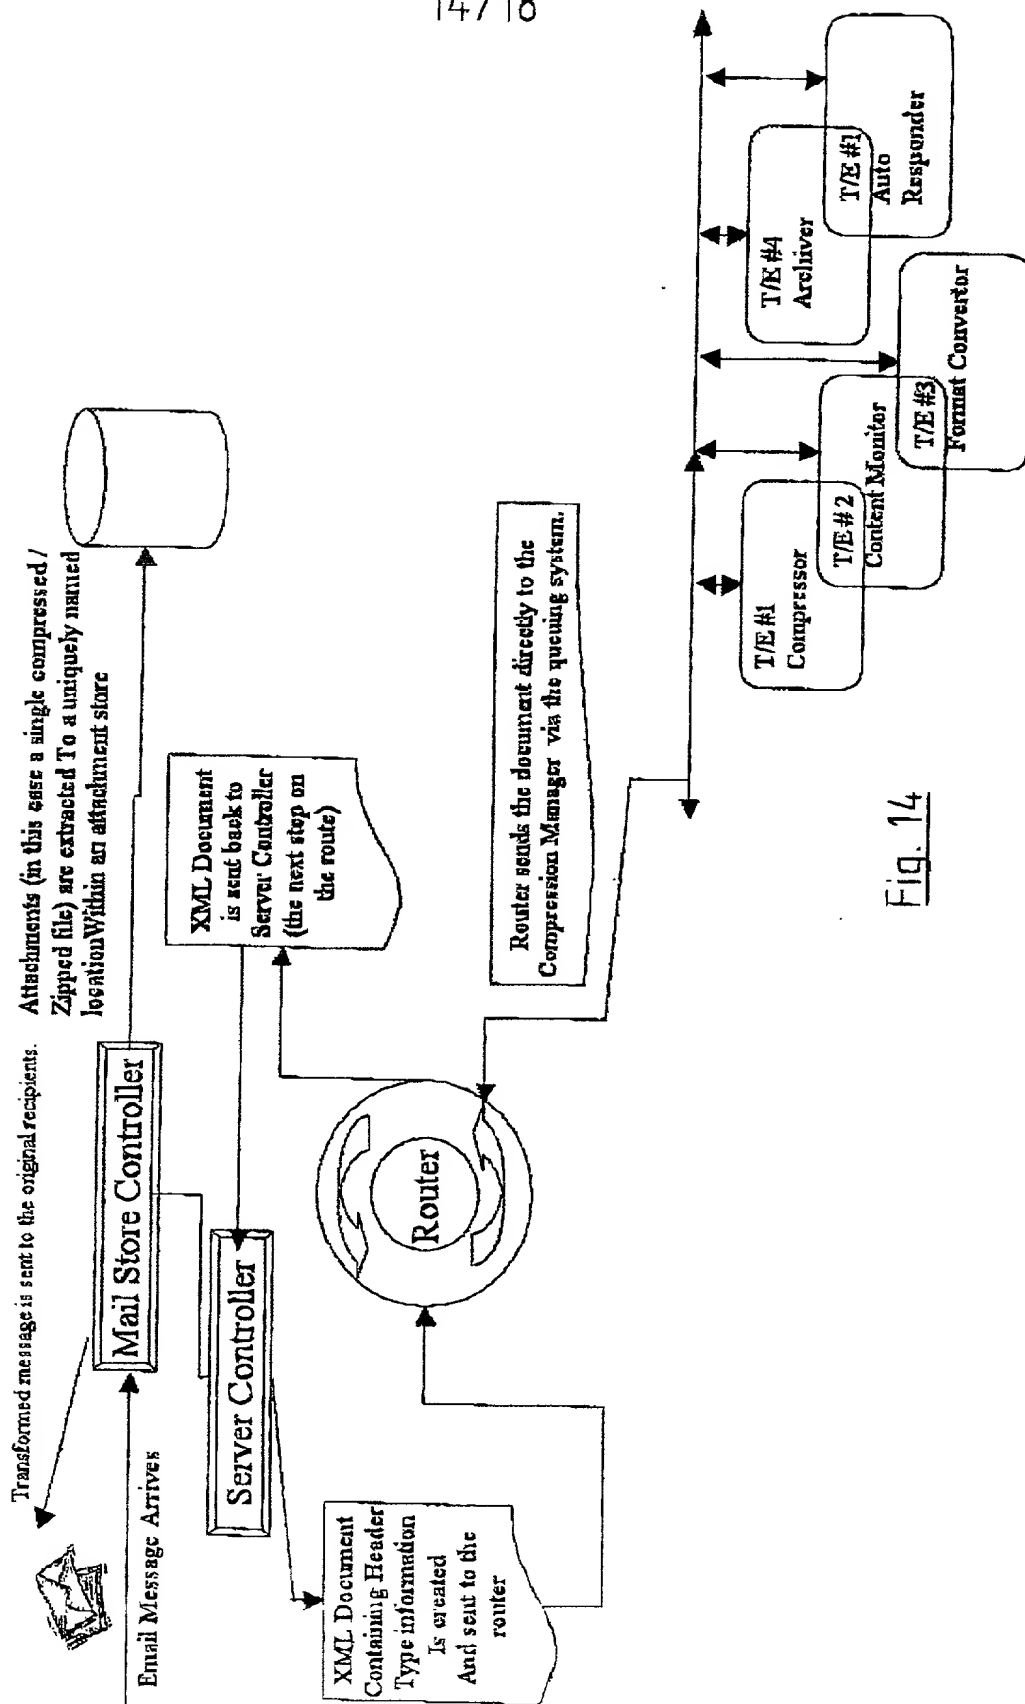 14/18
Transformed message is sent to the original recipients.
Attachments (in this case a single compressed /
Zipped file) are extracted To a uniquely named
locationWithin an attachment store
Mail Store Controller
Email Message Arrives
Server Controller
XML Document
is sent back to
Server Controller
(the next step on
the route)
XML Document
Containing Header
Type information
Is created
And sent to the
router
Router
Router sends the document directly to the
Compression Manager via the queuing system.
T/E #1
Compressor
T/E # 2
Content Monitor
T/E #3
Format Convertor
T/E #4
Archiver
T/E #1
Auto
Responder
Fig. 14